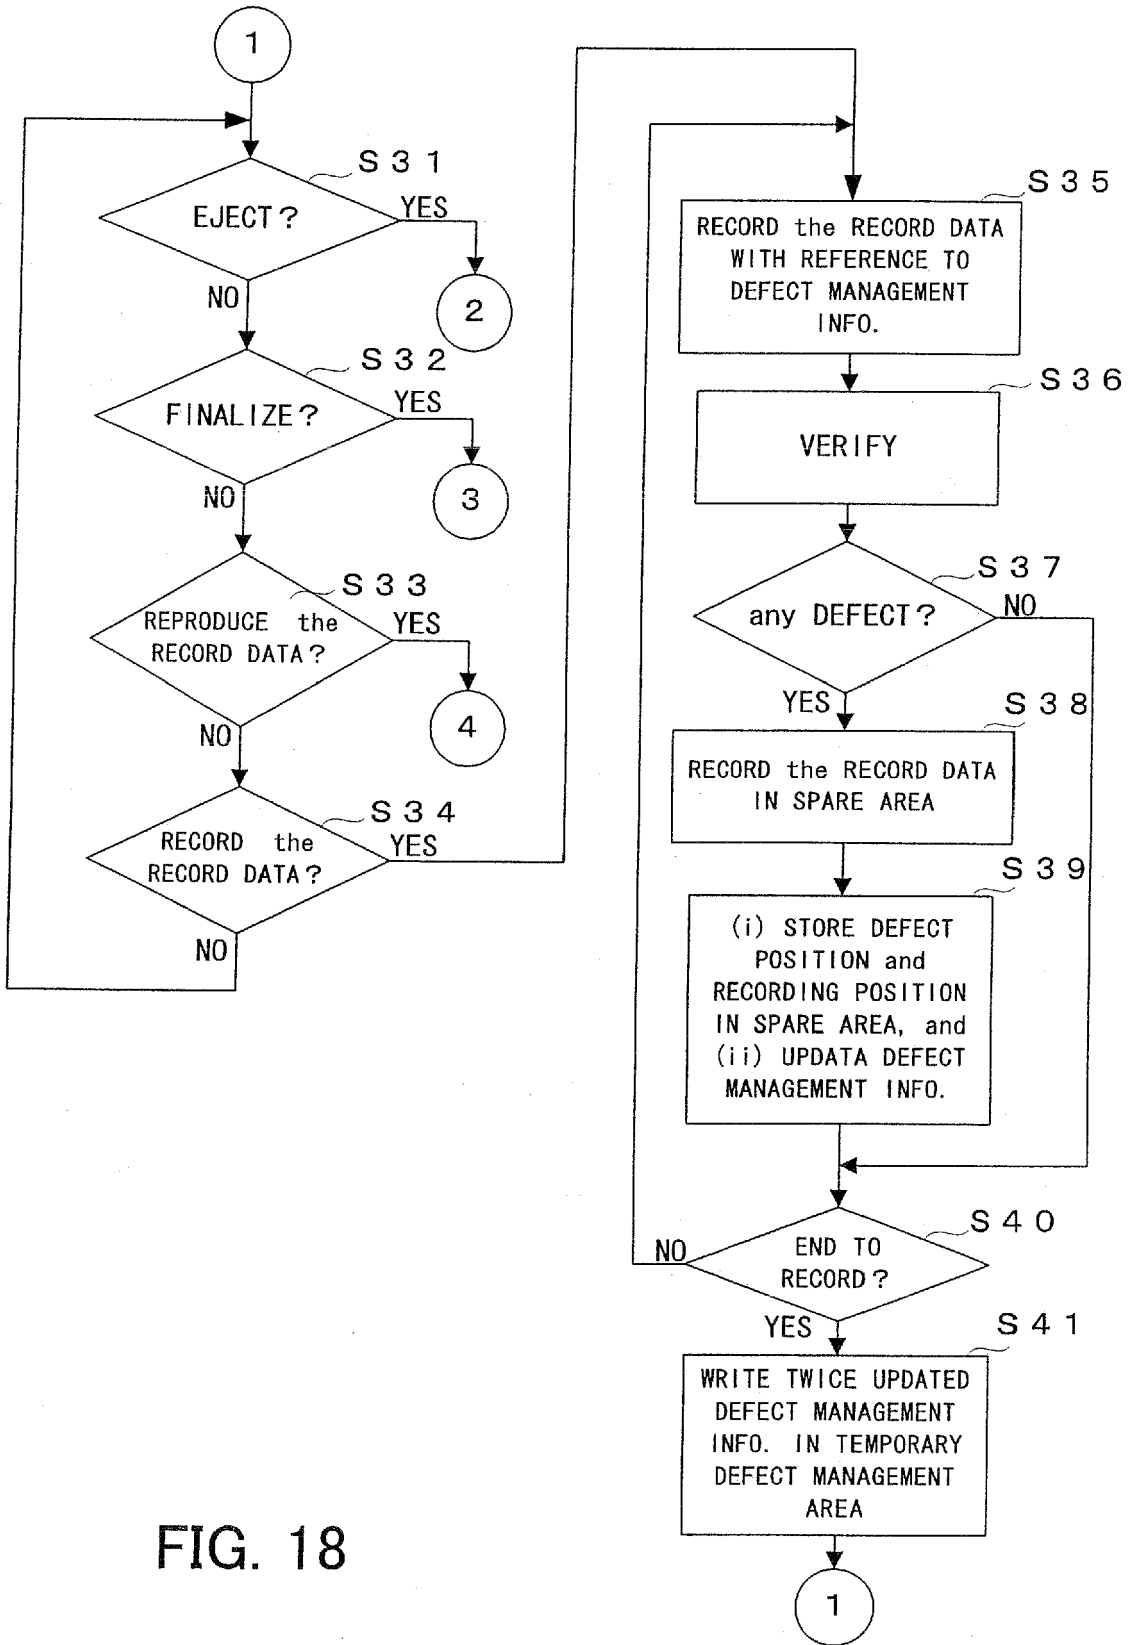 1
S31
EJECT?
YES
NO
2
S32
FINALIZE?
YES
NO
3
S33
REPRODUCE the
RECORD DATA?
YES
NO
4
S34
RECORD the
RECORD DATA?
YES
NO
S35
RECORD the RECORD DATA
WITH REFERENCE TO
DEFECT MANAGEMENT
INFO.
S36
VERIFY
S37
any DEFECT?
NO
YES
S38
RECORD the RECORD DATA
IN SPARE AREA
S39
(i) STORE DEFECT
POSITION and
RECORDING POSITION
IN SPARE AREA, and
(ii) UPDATA DEFECT
MANAGEMENT INFO.
S40
END TO
RECORD?
NO
YES
S41
WRITE TWICE UPDATED
DEFECT MANAGEMENT
INFO. IN TEMPORARY
DEFECT MANAGEMENT
AREA
1
FIG. 18